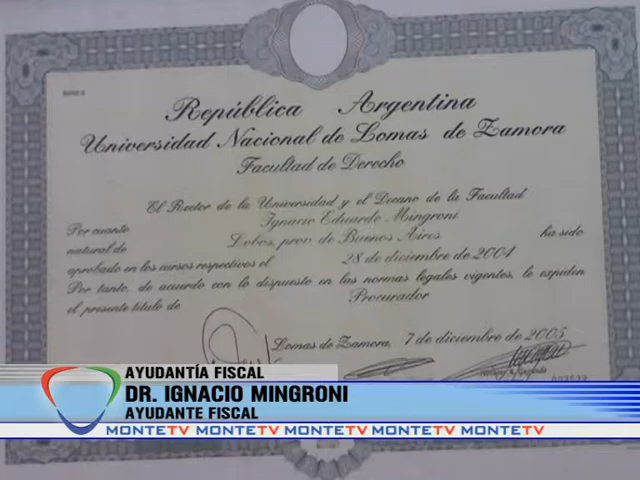 República Argentina
Universidad Nacional de Lomas de Zamora
Facultad de Derecho
El Rector de la Universidad y el Decano de la Facultad
Por cuanto Ignacio Eduardo Mingroni
natural de Lobos, prov de Buenos Aires ha sido
aprobado en los cursos respectivos el 28 de diciembre de 2004
Por tanto, de acuerdo con lo dispuesto en las normas legales vigentes, le expiden
el presente título de Procurador
Lomas de Zamora, 7 de diciembre de 2005
AYUDANTÍA FISCAL
DR. IGNACIO MINGRONI
AYUDANTE FISCAL
MONTETV MONTETV MONTETV MONTETV MONTETV